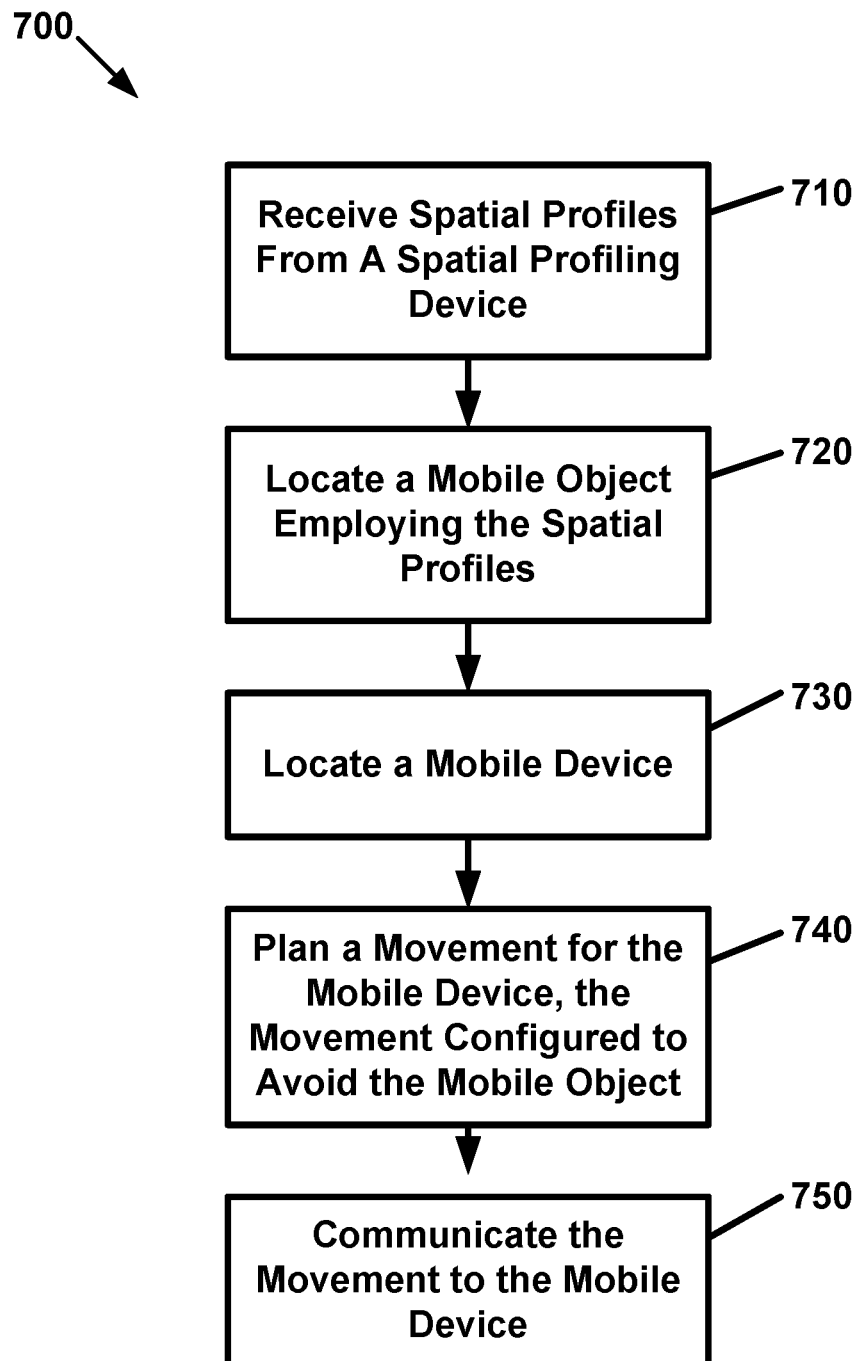 700
Receive Spatial Profiles
From A Spatial Profiling
Device
710
Locate a Mobile Object
Employing the Spatial
Profiles
720
Locate a Mobile Device
730
Plan a Movement for the
Mobile Device, the
Movement Configured to
Avoid the Mobile Object
740
Communicate the
Movement to the Mobile
Device
750